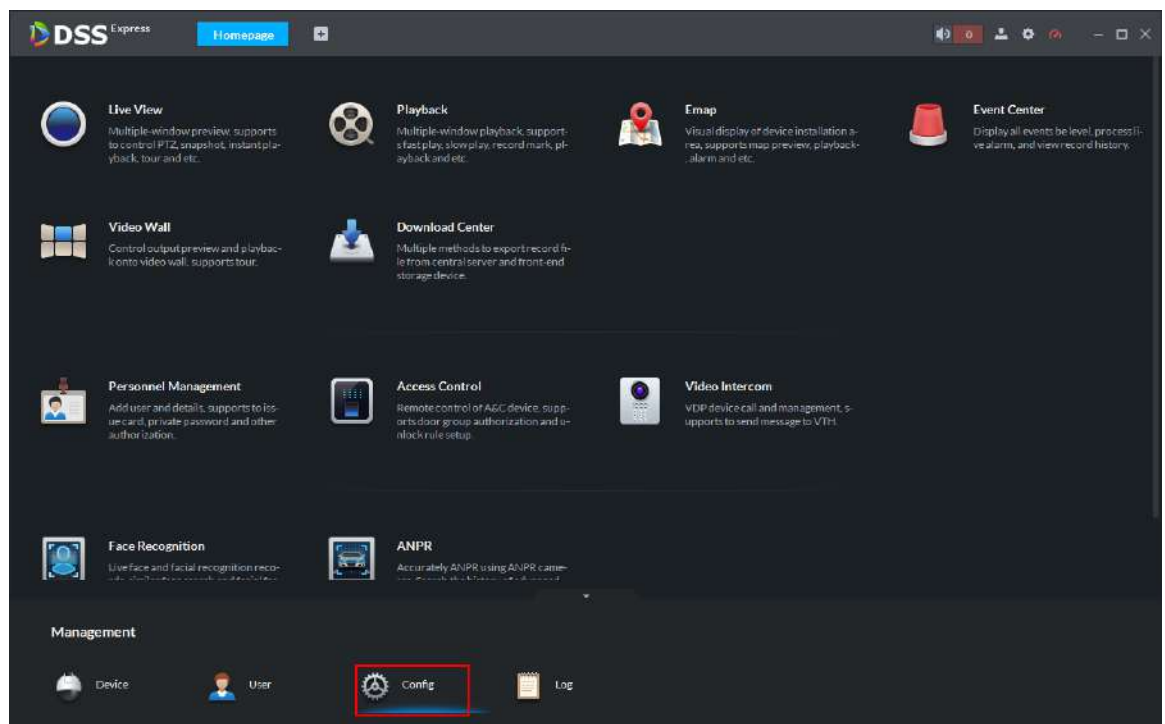 DSS Express
Homepage
0
Live View
Multiple-window preview, supports
to control PTZ, snapshot, instant pla-
yback, tour and etc.
Playback
Multiple-window playback, support-
s fast play, slow play, record mark, pl-
ayback and etc.
Emap
Visual display of device installation a-
rea, supports map preview, playback-
, alarm and etc.
Event Center
Display all events be level, process li-
ve alarm, and view record history.
Video Wall
Control output preview and playbac-
k onto video wall, supports tour.
Download Center
Multiple methods to export record fi-
le from central server and front-end
storage device.
Personnel Management
Add user and details, supports to iss-
ue card, private password and other
authorization.
Access Control
Remote control of A&C device, supp-
orts door group authorization and u-
nlock rule setup.
Video Intercom
VDP device call and management, s-
upports to send message to VTH.
Face Recognition
Live face and facial recognition reco-
ANPR
Accurately ANPR using ANPR came-
Management
Device
User
Config
Log